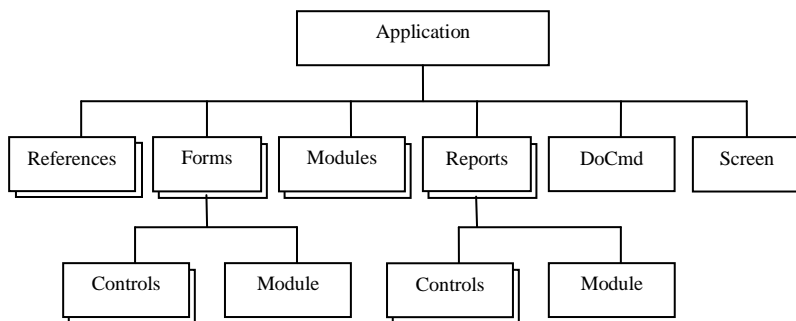 Application
References
Forms
Modules
Reports
DoCmd
Screen
Controls
Module
Controls
Module